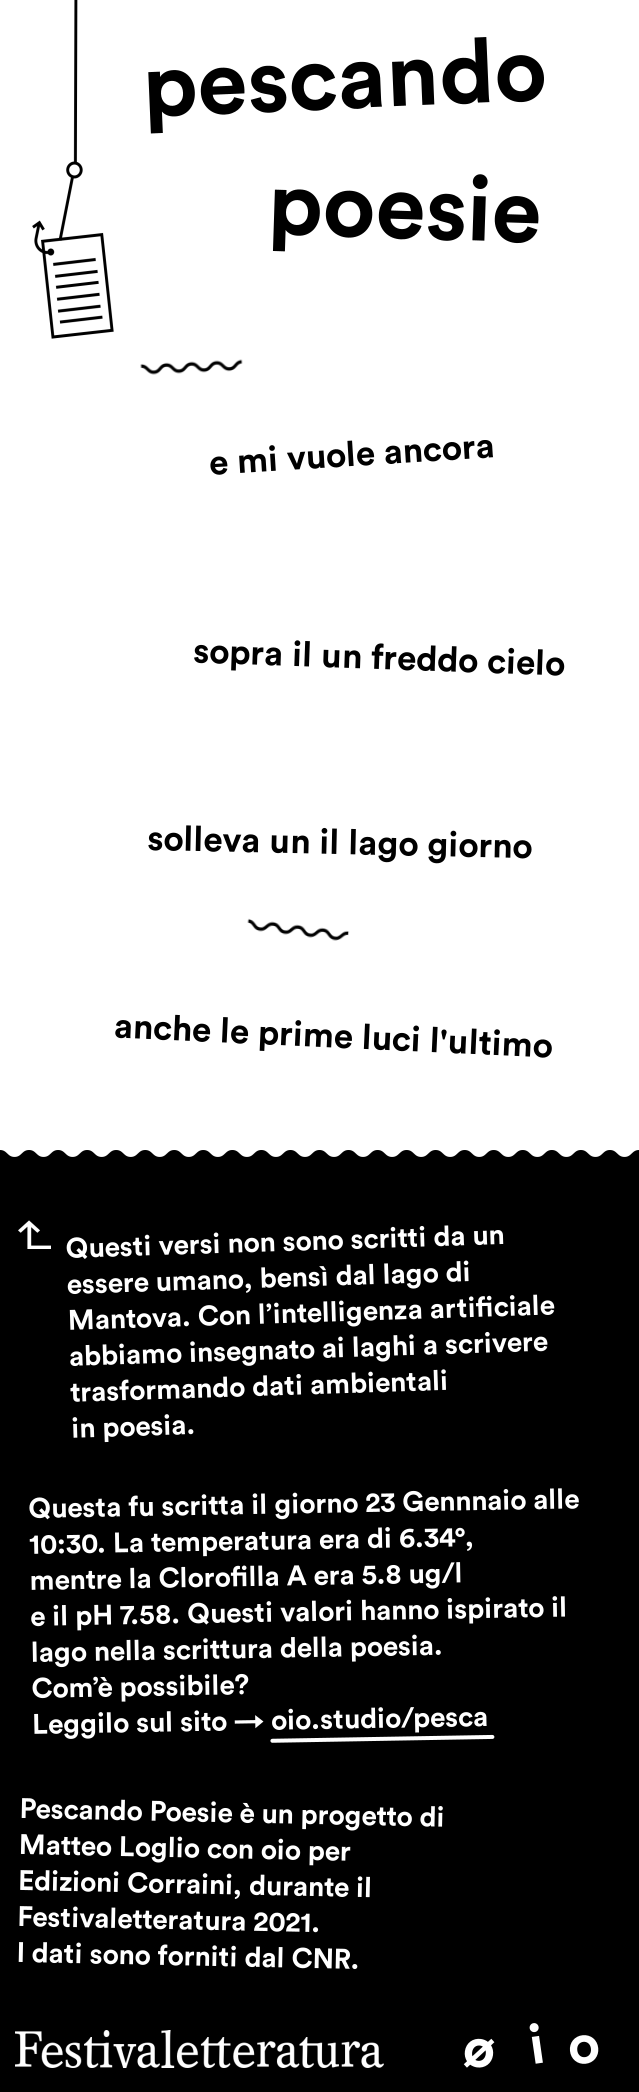 pescando
poesie
e mi vuole ancora
sopra il un freddo cielo
solleva un il lago giorno
anche le prime luci l'ultimo
Questi versi non sono scritti da un
essere umano, bensì dal lago di
Mantova. Con l’intelligenza artificiale
abbiamo insegnato ai laghi a scrivere
trasformando dati ambientali
in poesia.
Questa fu scritta il giorno 23 Gennnaio alle
10:30. La temperatura era di 6.34°,
mentre la Clorofilla A era 5.8 ug/l
e il pH 7.58. Questi valori hanno ispirato il
lago nella scrittura della poesia.
Com’è possibile?
Leggilo sul sito → oio.studio/pesca
Pescando Poesie è un progetto di
Matteo Loglio con oio per
Edizioni Corraini, durante il
Festivaletteratura 2021.
I dati sono forniti dal CNR.
Festivaletteratura ø i o